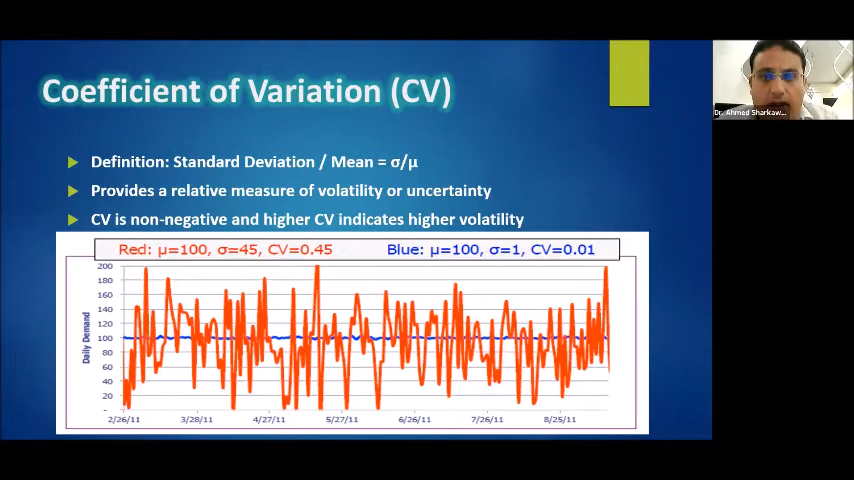 Coefficient of Variation (CV)
Dr. Ahmed Sharkaw...
Definition: Standard Deviation / Mean = σ/μ
Provides a relative measure of volatility or uncertainty
CV is non-negative and higher CV indicates higher volatility
Red: μ=100, σ=45, CV=0.45 Blue: μ=100, σ=1, CV=0.01
Daily Demand
200
180
160
140
120
100
80
60
40
20
-
2/26/11 3/28/11 4/27/11 5/27/11 6/26/11 7/26/11 8/25/11